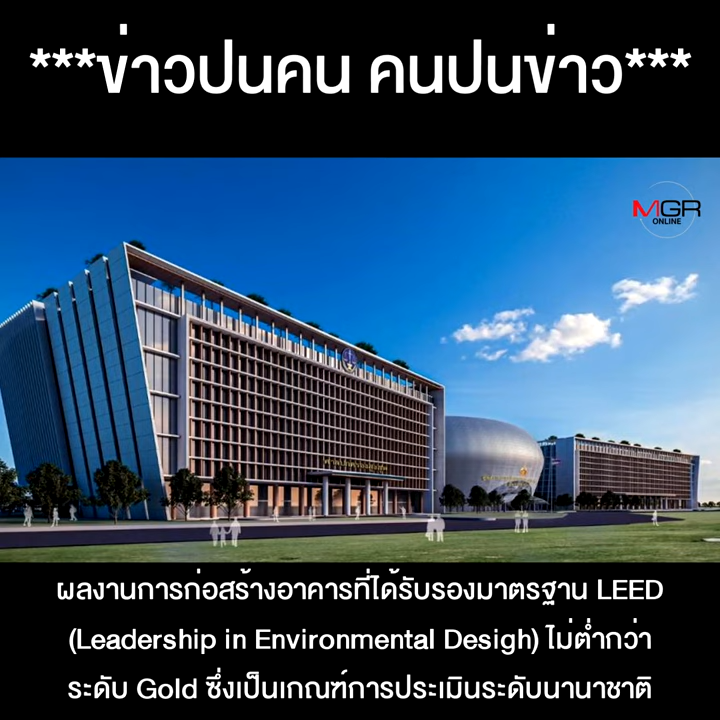 ***ข่าวปนคน คนปนข่าว***
MGR
ONLINE
ผลงานการก่อสร้างอาคารที่ได้รับรองมาตรฐาน LEED
(Leadership in Environmental Desigh) ไม่ต่ำกว่า
ระดับ Gold ซึ่งเป็นเกณฑ์การประเมินระดับนานาชาติ